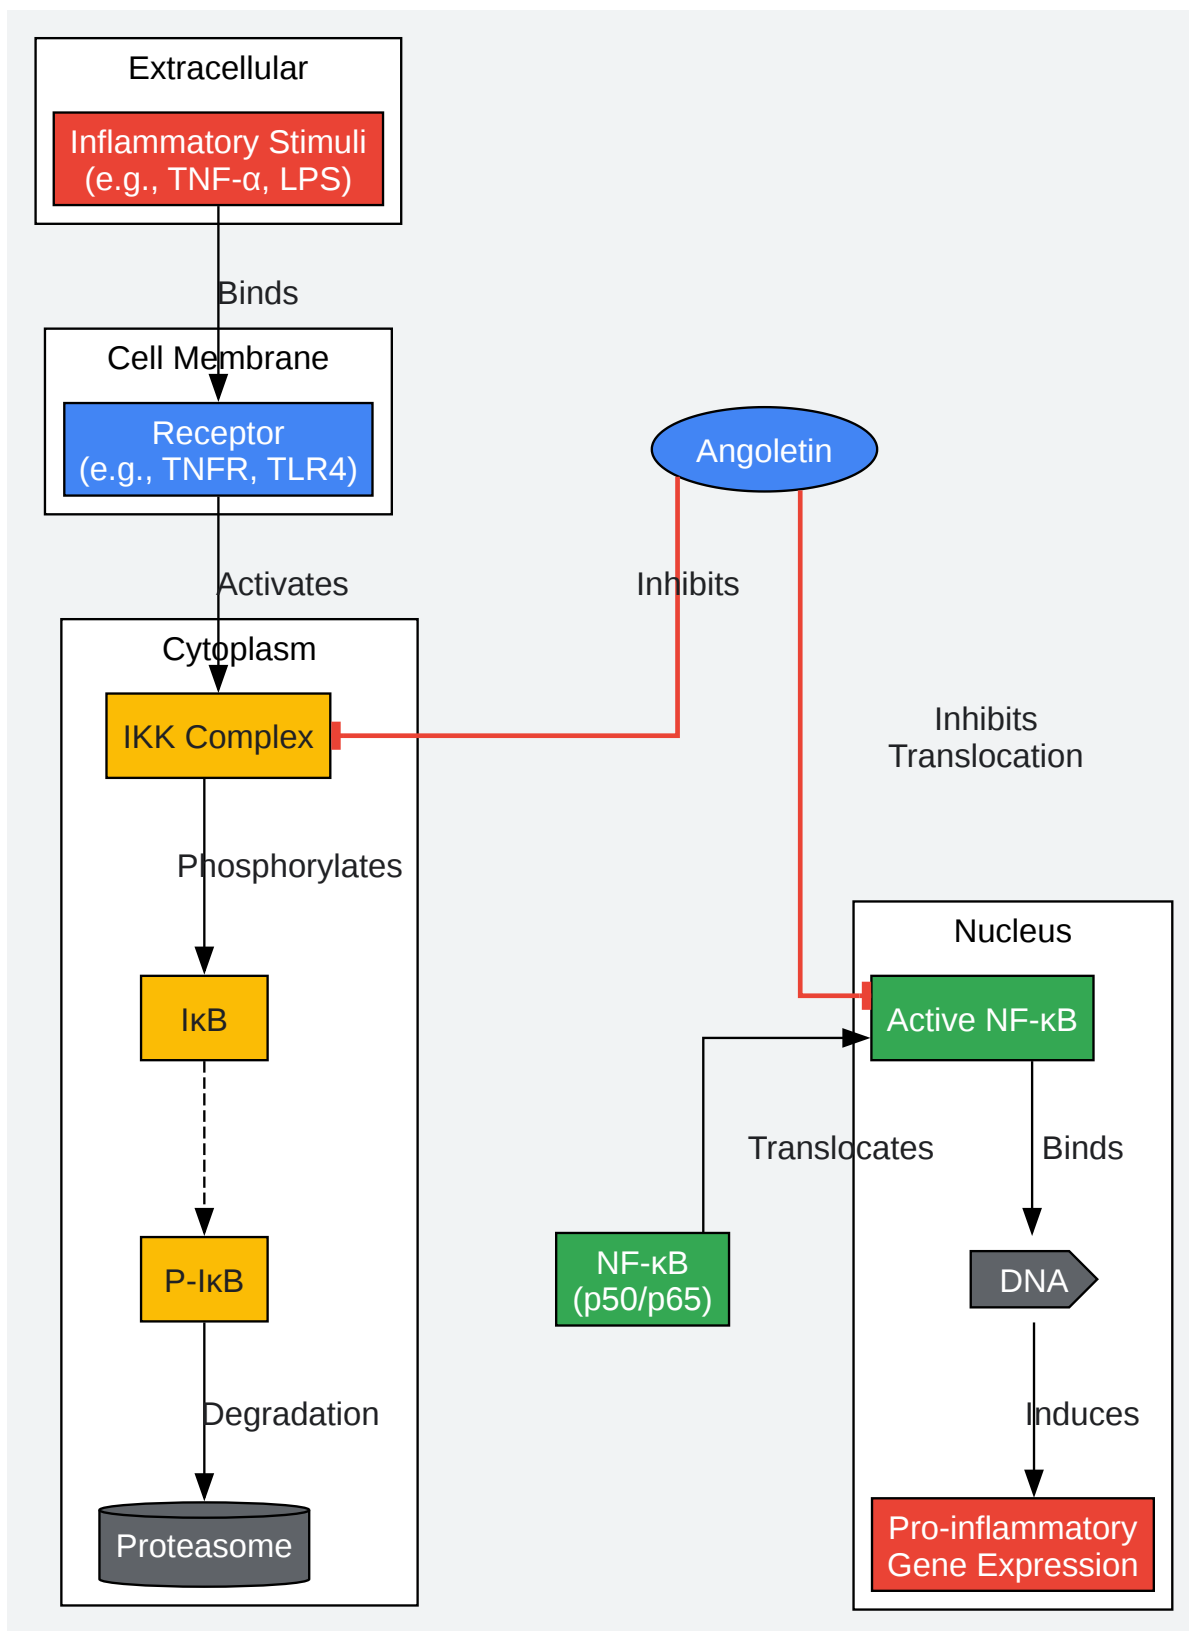 Extracellular
Inflammatory Stimuli
(e.g., TNF-α, LPS)
Binds
Cell Membrane
Receptor
(e.g., TNFR, TLR4)
Angoletin
Activates
Inhibits
Cytoplasm
IKK Complex
Inhibits
Translocation
Phosphorylates
Nucleus
IκB
Active NF-κB
Translocates
Binds
P-IκB
NF-κB
(p50/p65)
DNA
Degradation
Induces
Proteasome
Pro-inflammatory
Gene Expression